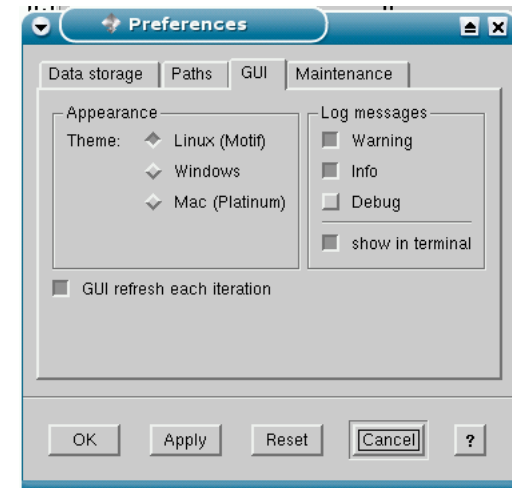 Preferences
Data storage Paths GUI Maintenance
Appearance
Theme: Linux (Motif)
Windows
Mac (Platinum)
Log messages
Warning
Info
Debug
show in terminal
GUI refresh each iteration
OK Apply Reset Cancel ?